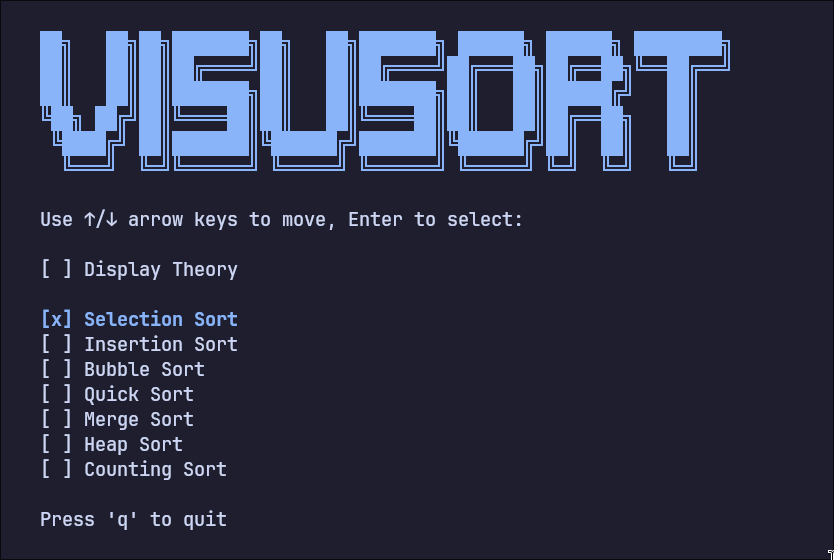 VISUSORT
Use ↑/↓ arrow keys to move, Enter to select:
[ ] Display Theory
[x] Selection Sort
[ ] Insertion Sort
[ ] Bubble Sort
[ ] Quick Sort
[ ] Merge Sort
[ ] Heap Sort
[ ] Counting Sort
Press 'q' to quit